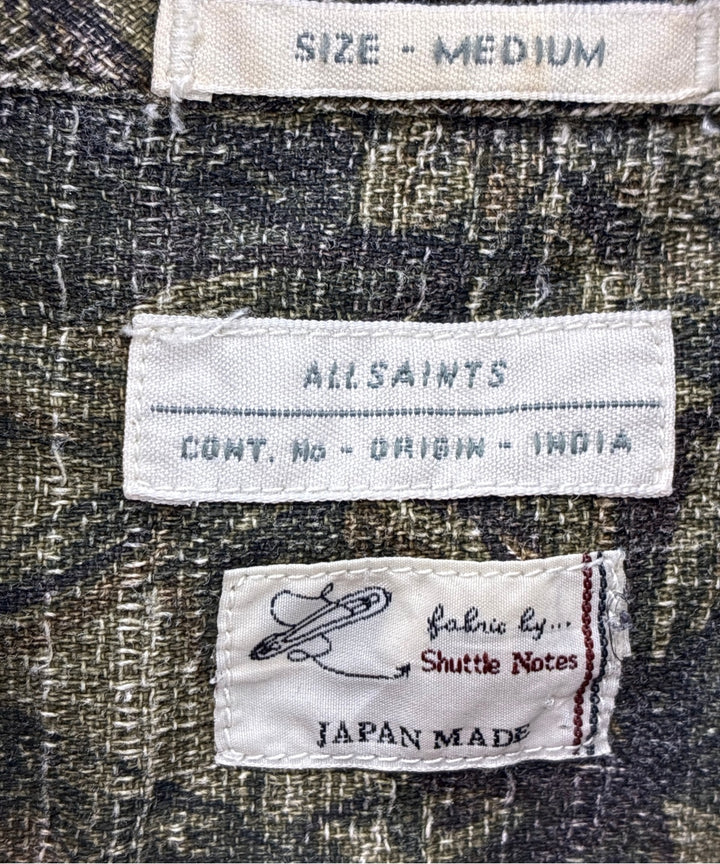 SIZE - MEDIUM
ALLSAINTS
CONT. No - ORIGIN - INDIA
fabric by...
Shuttle Notes
JAPAN MADE